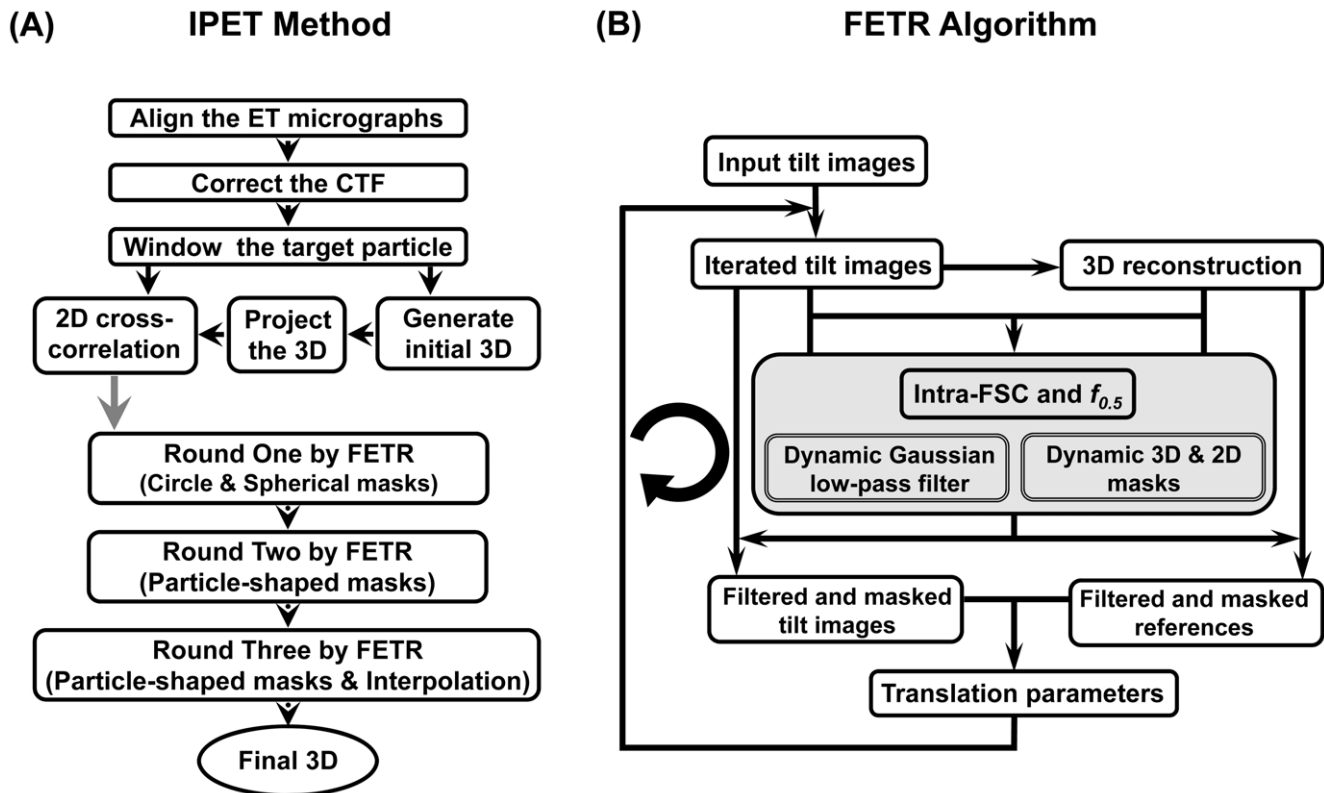 (A) IPET Method
Align the ET micrographs
Correct the CTF
Window the target particle
2D cross-
correlation
Project
the 3D
Generate
initial 3D
Round One by FETR
(Circle & Spherical masks)
Round Two by FETR
(Particle-shaped masks)
Round Three by FETR
(Particle-shaped masks & Interpolation)
Final 3D
(B) FETR Algorithm
Input tilt images
Iterated tilt images
3D reconstruction
Intra-FSC and f0.5
Dynamic Gaussian
low-pass filter
Dynamic 3D & 2D
masks
Filtered and masked
tilt images
Filtered and masked
references
Translation parameters